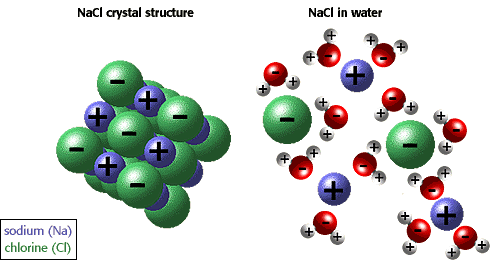 NaCl crystal structure
NaCl in water
sodium (Na)
chlorine (Cl)